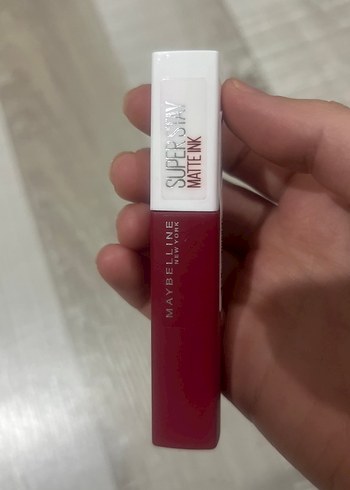 SUPER STAY
MATTE INK
MAYBELLINE
NEW YORK